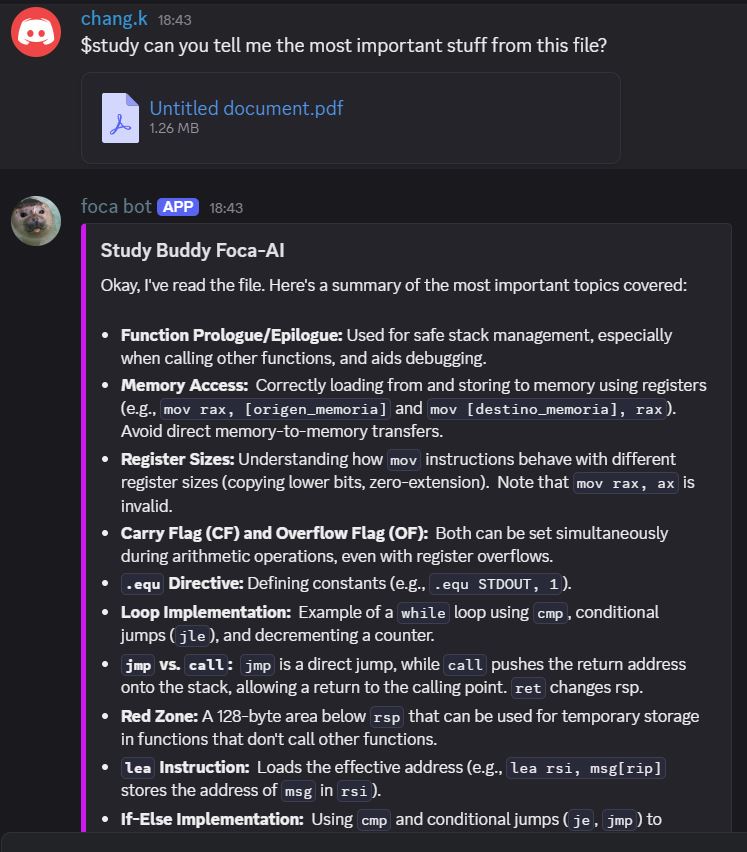 chang.k 18:43
$study can you tell me the most important stuff from this file?
Untitled document.pdf
1.26 MB
foca bot APP 18:43
Study Buddy Foca-AI
Okay, I've read the file. Here's a summary of the most important topics covered:
• Function Prologue/Epilogue: Used for safe stack management, especially
when calling other functions, and aids debugging.
• Memory Access: Correctly loading from and storing to memory using registers
(e.g., mov rax, [origen_memoria] and mov [destino_memoria], rax).
Avoid direct memory-to-memory transfers.
• Register Sizes: Understanding how mov instructions behave with different
register sizes (copying lower bits, zero-extension). Note that mov rax, ax is
invalid.
• Carry Flag (CF) and Overflow Flag (OF): Both can be set simultaneously
during arithmetic operations, even with register overflows.
• .equ Directive: Defining constants (e.g., .equ STDOUT, 1).
• Loop Implementation: Example of a while loop using cmp, conditional
jumps (jle), and decrementing a counter.
• jmp vs. call: jmp is a direct jump, while call pushes the return address
onto the stack, allowing a return to the calling point. ret changes rsp.
• Red Zone: A 128-byte area below rsp that can be used for temporary storage
in functions that don't call other functions.
• lea Instruction: Loads the effective address (e.g., lea rsi, msg[rip]
stores the address of msg in rsi).
• If-Else Implementation: Using cmp and conditional jumps (je, jmp) to